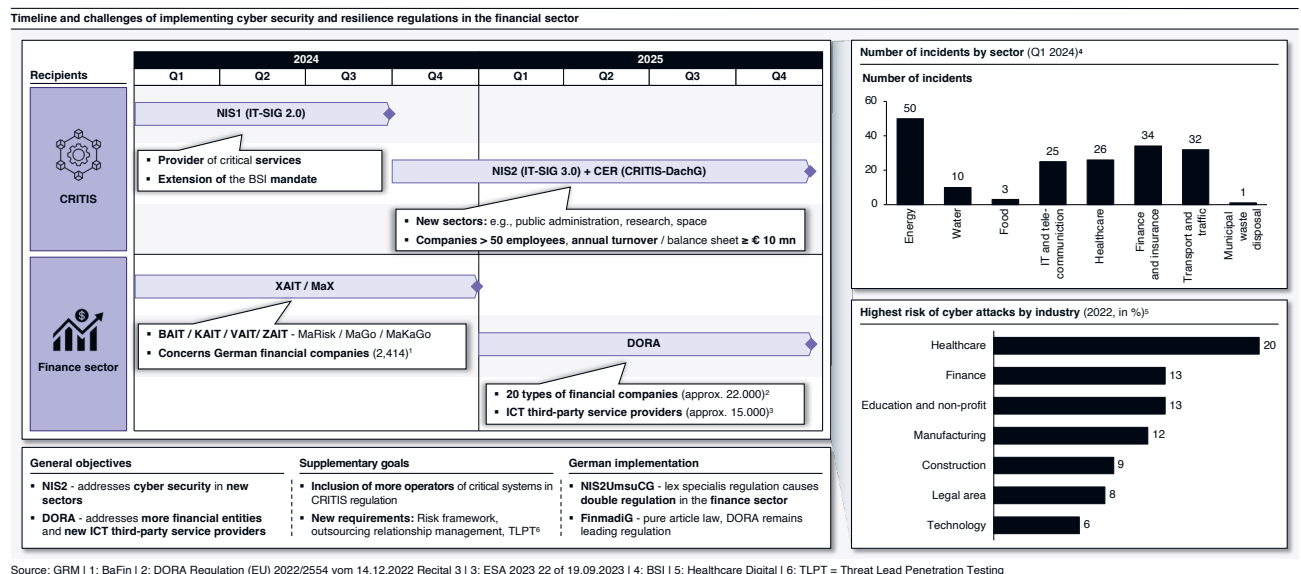 Timeline and challenges of implementing cyber security and resilience regulations in the financial sector
2024
2025
Recipients
Q1
Q2
Q3
Q4
Q1
Q2
Q3
Q4
CRITIS
NIS1 (IT-SIG 2.0)
▪ Provider of critical services
▪ Extension of the BSI mandate
NIS2 (IT-SIG 3.0) + CER (CRITIS-DachG)
▪ New sectors: e.g., public administration, research, space
▪ Companies > 50 employees, annual turnover / balance sheet ≥ € 10 mn
Finance sector
XAIT / MaX
▪ BAIT / KAIT / VAIT/ ZAIT - MaRisk / MaGo / MaKaGo
▪ Concerns German financial companies (2,414)¹
DORA
▪ 20 types of financial companies (approx. 22.000)²
▪ ICT third-party service providers (approx. 15.000)³
General objectives
▪ NIS2 - addresses cyber security in new
sectors
▪ DORA - addresses more financial entities
and new ICT third-party service providers
Supplementary goals
▪ Inclusion of more operators of critical systems in
CRITIS regulation
▪ New requirements: Risk framework,
outsourcing relationship management, TLPT⁶
German implementation
▪ NIS2UmsuCG - lex specialis regulation causes
double regulation in the finance sector
▪ FinmadiG - pure article law, DORA remains
leading regulation
Number of incidents by sector (Q1 2024)⁴
Number of incidents
60
40
20
0
50
10
3
25
26
34
32
1
Energy
Water
Food
IT and tele-
communiction
Healthcare
Finance
and insurance
Transport and
traffic
Municipal
waste
disposal
Highest risk of cyber attacks by industry (2022, in %)⁵
Healthcare 20
Finance 13
Education and non-profit 13
Manufacturing 12
Construction 9
Legal area 8
Technology 6
Source: GRM | 1: BaFin | 2: DORA Regulation (EU) 2022/2554 vom 14.12.2022 Recital 3 | 3: ESA 2023 22 of 19.09.2023 | 4: BSI | 5: Healthcare Digital | 6: TLPT = Threat Lead Penetration Testing